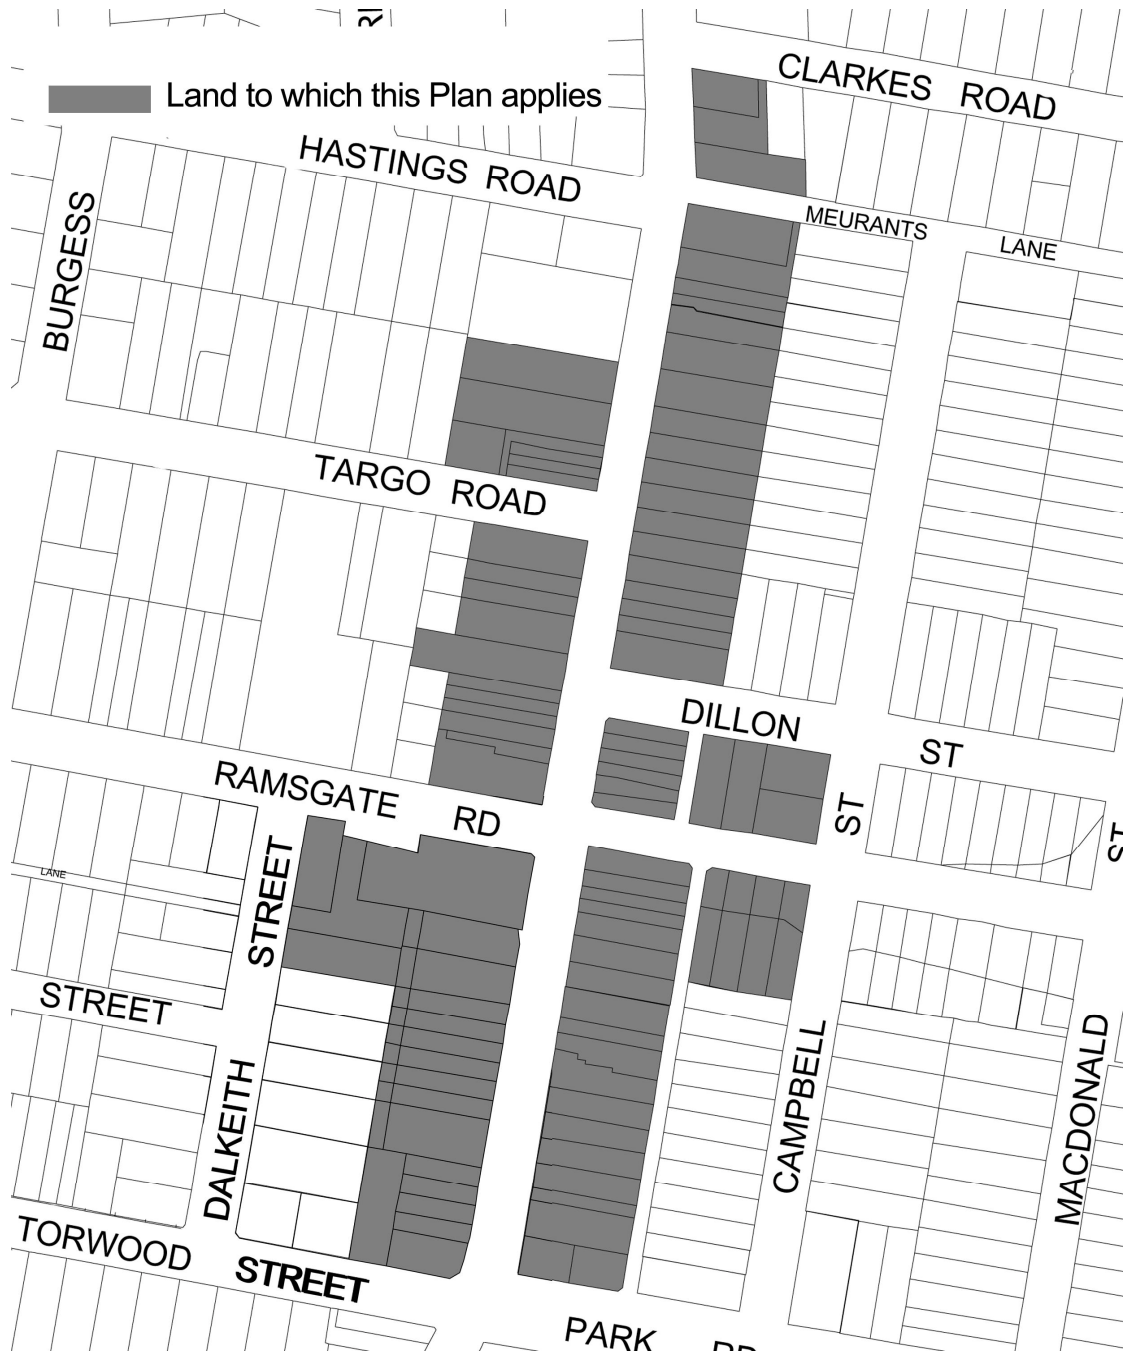 CLARKES ROAD
Land to which this Plan applies
HASTINGS ROAD
BURGESS
MEURANTS LANE
TARGO ROAD
DILLON ST
RAMSGATE RD
ST
LANE
STREET
STREET
DALKEITH
CAMPBELL
MACDONALD
TORWOOD STREET
PARK
ST